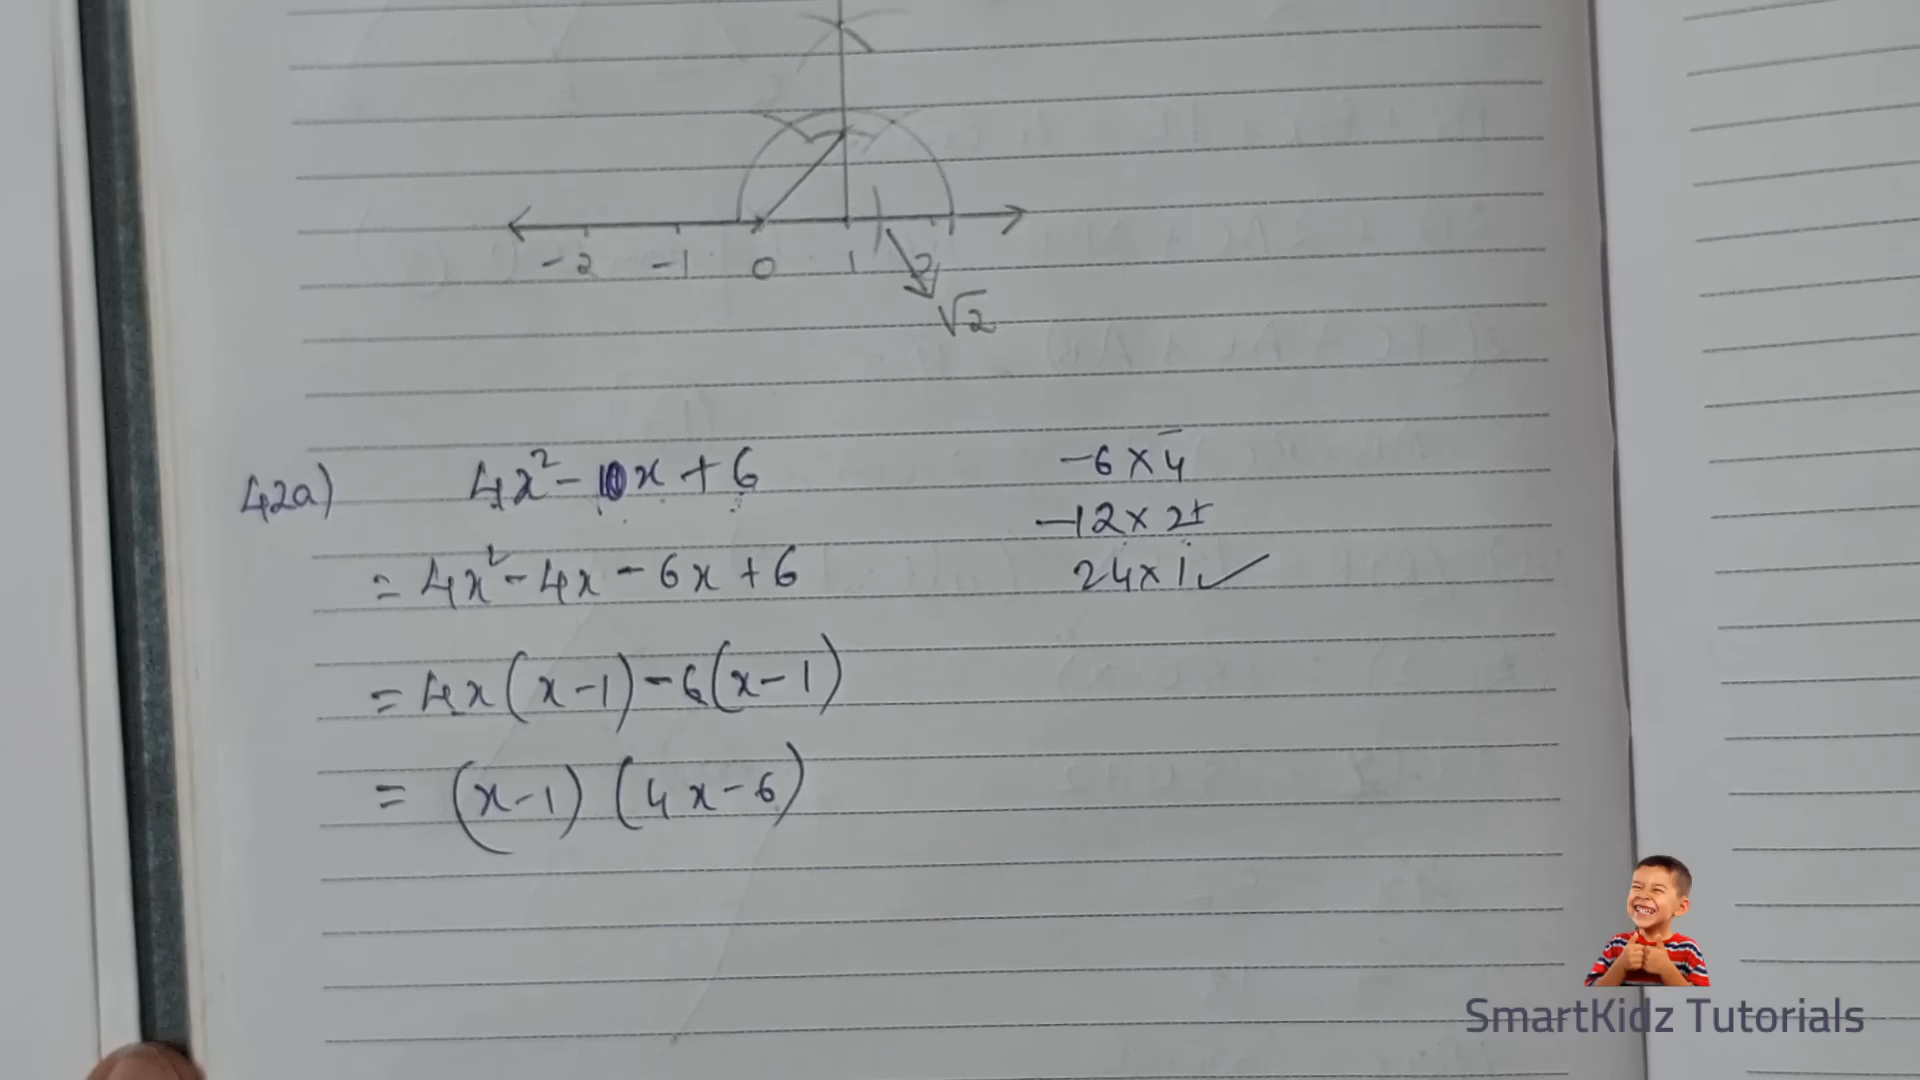 -2 -1 0 1 2
√2
42a) 4x² - 10x + 6
= 4x² - 4x - 6x + 6
= 4x(x-1) - 6(x-1)
= (x-1) (4x-6)
-6 × -4
-12 × 2+
24 × 1 ✓
SmartKidz Tutorials